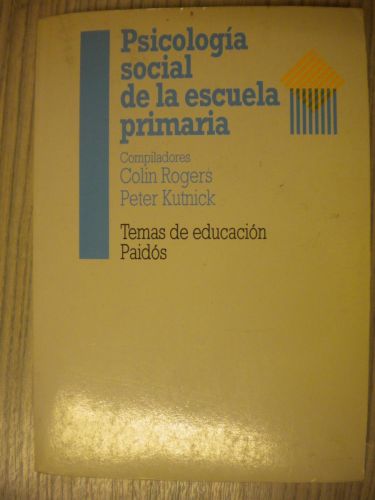 Psicología
social
de la escuela
primaria
Compiladores
Colin Rogers
Peter Kutnick
Temas de educación
Paidós